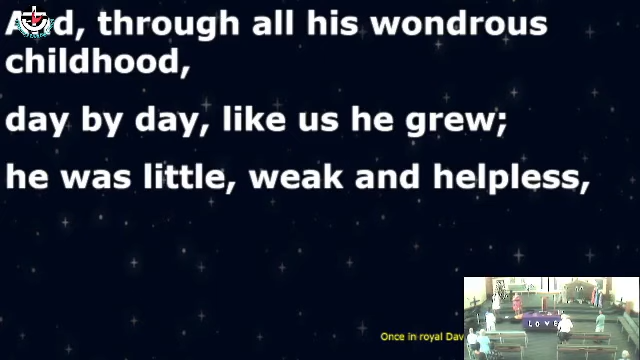 And, through all his wondrous
childhood,
day by day, like us he grew;
he was little, weak and helpless,
Once in royal Dav
LOVE